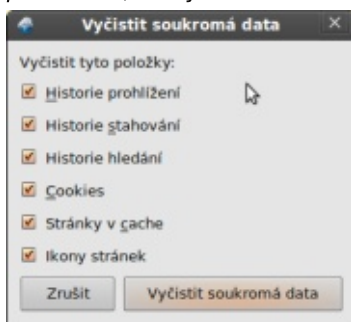 Vyčistit soukromá data
Vyčistit tyto položky:
Historie prohlížení
Historie stahování
Historie hledání
Cookies
Stránky v cache
Ikony stránek
Zrušit
Vyčistit soukromá data